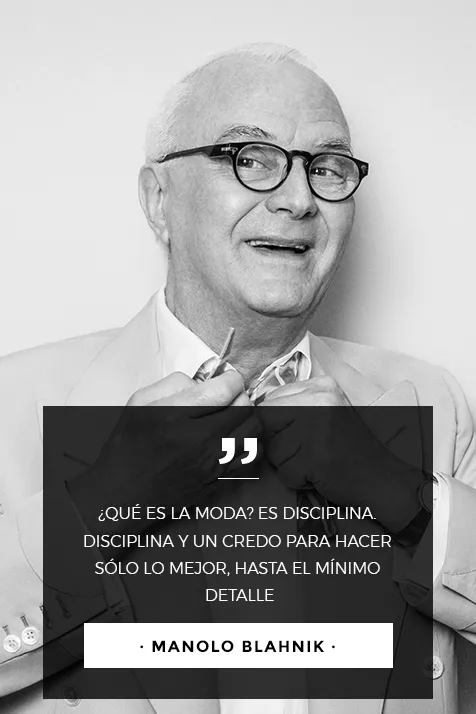 ”
¿QUÉ ES LA MODA? ES DISCIPLINA.
DISCIPLINA Y UN CREDO PARA HACER
SÓLO LO MEJOR, HASTA EL MÍNIMO
DETALLE
· MANOLO BLAHNIK ·